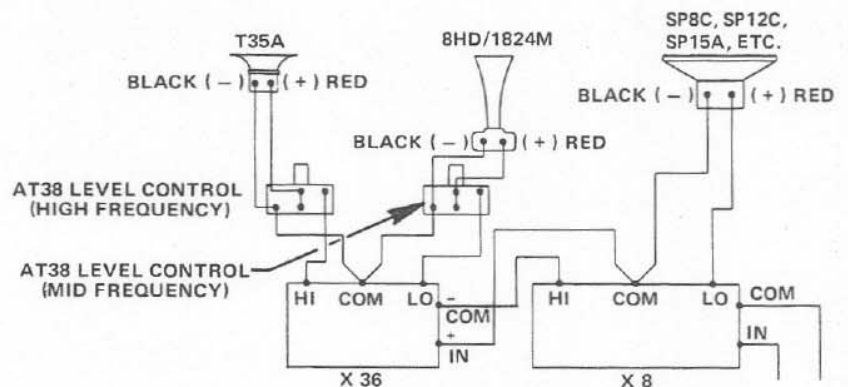 T35A
8HD/1824M
SP8C, SP12C,
SP15A, ETC.
BLACK (–) (+) RED
BLACK (–) (+) RED
BLACK (–) (+) RED
AT38 LEVEL CONTROL
(HIGH FREQUENCY)
AT38 LEVEL CONTROL
(MID FREQUENCY)
HI COM LO
– COM
+ IN
X 36
HI COM LO
COM
IN
X 8